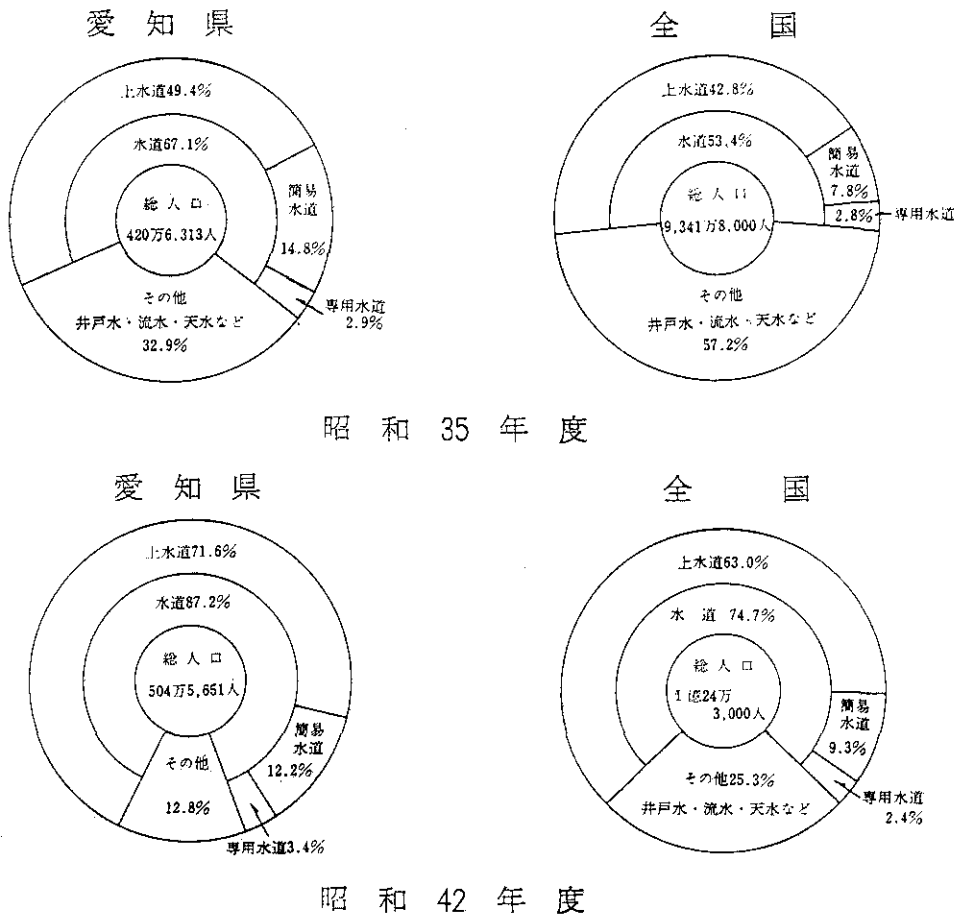 愛知県
上水道49.4%
水道67.1%
総人口
420万6,313人
簡易
水道
14.8%
専用水道
2.9%
その他
井戸水・流水・天水など
32.9%
全国
上水道42.8%
水道53.4%
総人口
9,341万8,000人
簡易
水道
7.8%
2.8%
専用水道
その他
井戸水・流水・天水など
57.2%
昭和35年度
愛知県
上水道71.6%
水道87.2%
総人口
504万5,651人
簡易
水道
12.2%
その他
12.8%
専用水道3.4%
全国
上水道63.0%
水道 74.7%
総人口
1億24万
3,000人
簡易
水道
9.3%
専用水道
2.4%
その他25.3%
井戸水・流水・天水など
昭和42年度